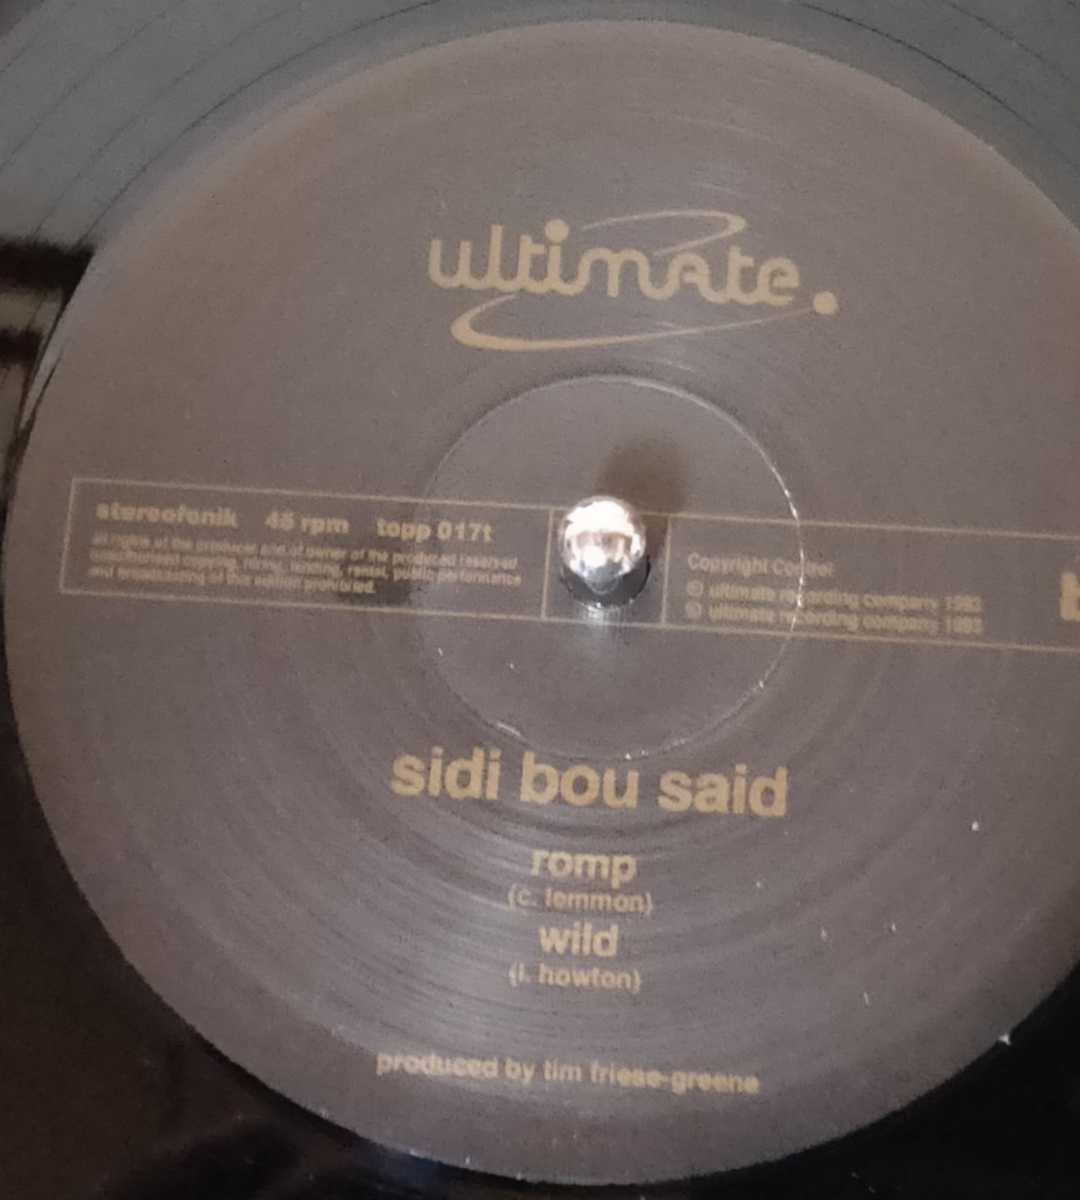 ultimate.
stereofonik 45 rpm topp 017t
all rights of the producer and of owner of the produced reserved
unauthorised copying, hiring, lending, rental, public performance
and broadcasting of this record prohibited.
Copyright Control
ultimate recording company
ultimate recording company
sidi bou said
romp
(c. lemmon)
wild
(l. howton)
produced by tim friese-greene